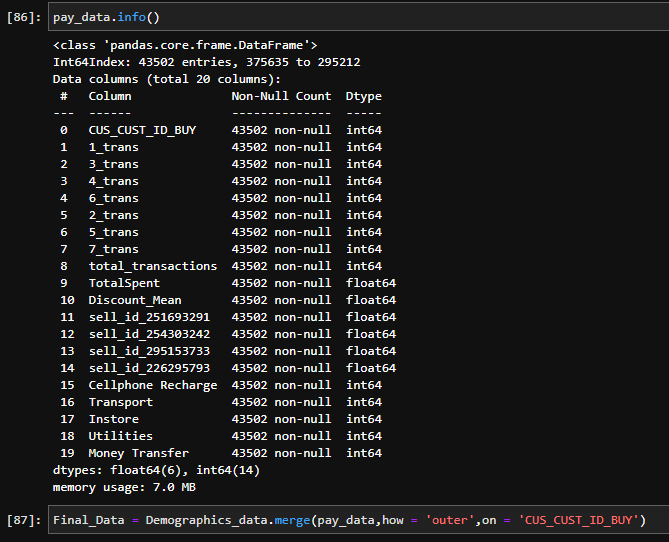 [86]: pay_data.info()
<class 'pandas.core.frame.DataFrame'>
Int64Index: 43502 entries, 375635 to 295212
Data columns (total 20 columns):
 #   Column              Non-Null Count  Dtype
---  ------              --------------  -----
 0   CUS_CUST_ID_BUY     43502 non-null  int64
 1   1_trans             43502 non-null  int64
 2   3_trans             43502 non-null  int64
 3   4_trans             43502 non-null  int64
 4   6_trans             43502 non-null  int64
 5   2_trans             43502 non-null  int64
 6   5_trans             43502 non-null  int64
 7   7_trans             43502 non-null  int64
 8   total_transactions  43502 non-null  int64
 9   TotalSpent          43502 non-null  float64
 10  Discount_Mean       43502 non-null  float64
 11  sell_id_251693291   43502 non-null  float64
 12  sell_id_254303242   43502 non-null  float64
 13  sell_id_295153733   43502 non-null  float64
 14  sell_id_226295793   43502 non-null  float64
 15  Cellphone Recharge  43502 non-null  int64
 16  Transport           43502 non-null  int64
 17  Instore             43502 non-null  int64
 18  Utilities           43502 non-null  int64
 19  Money Transfer      43502 non-null  int64
dtypes: float64(6), int64(14)
memory usage: 7.0 MB
[87]: Final_Data = Demographics_data.merge(pay_data,how = 'outer',on = 'CUS_CUST_ID_BUY')